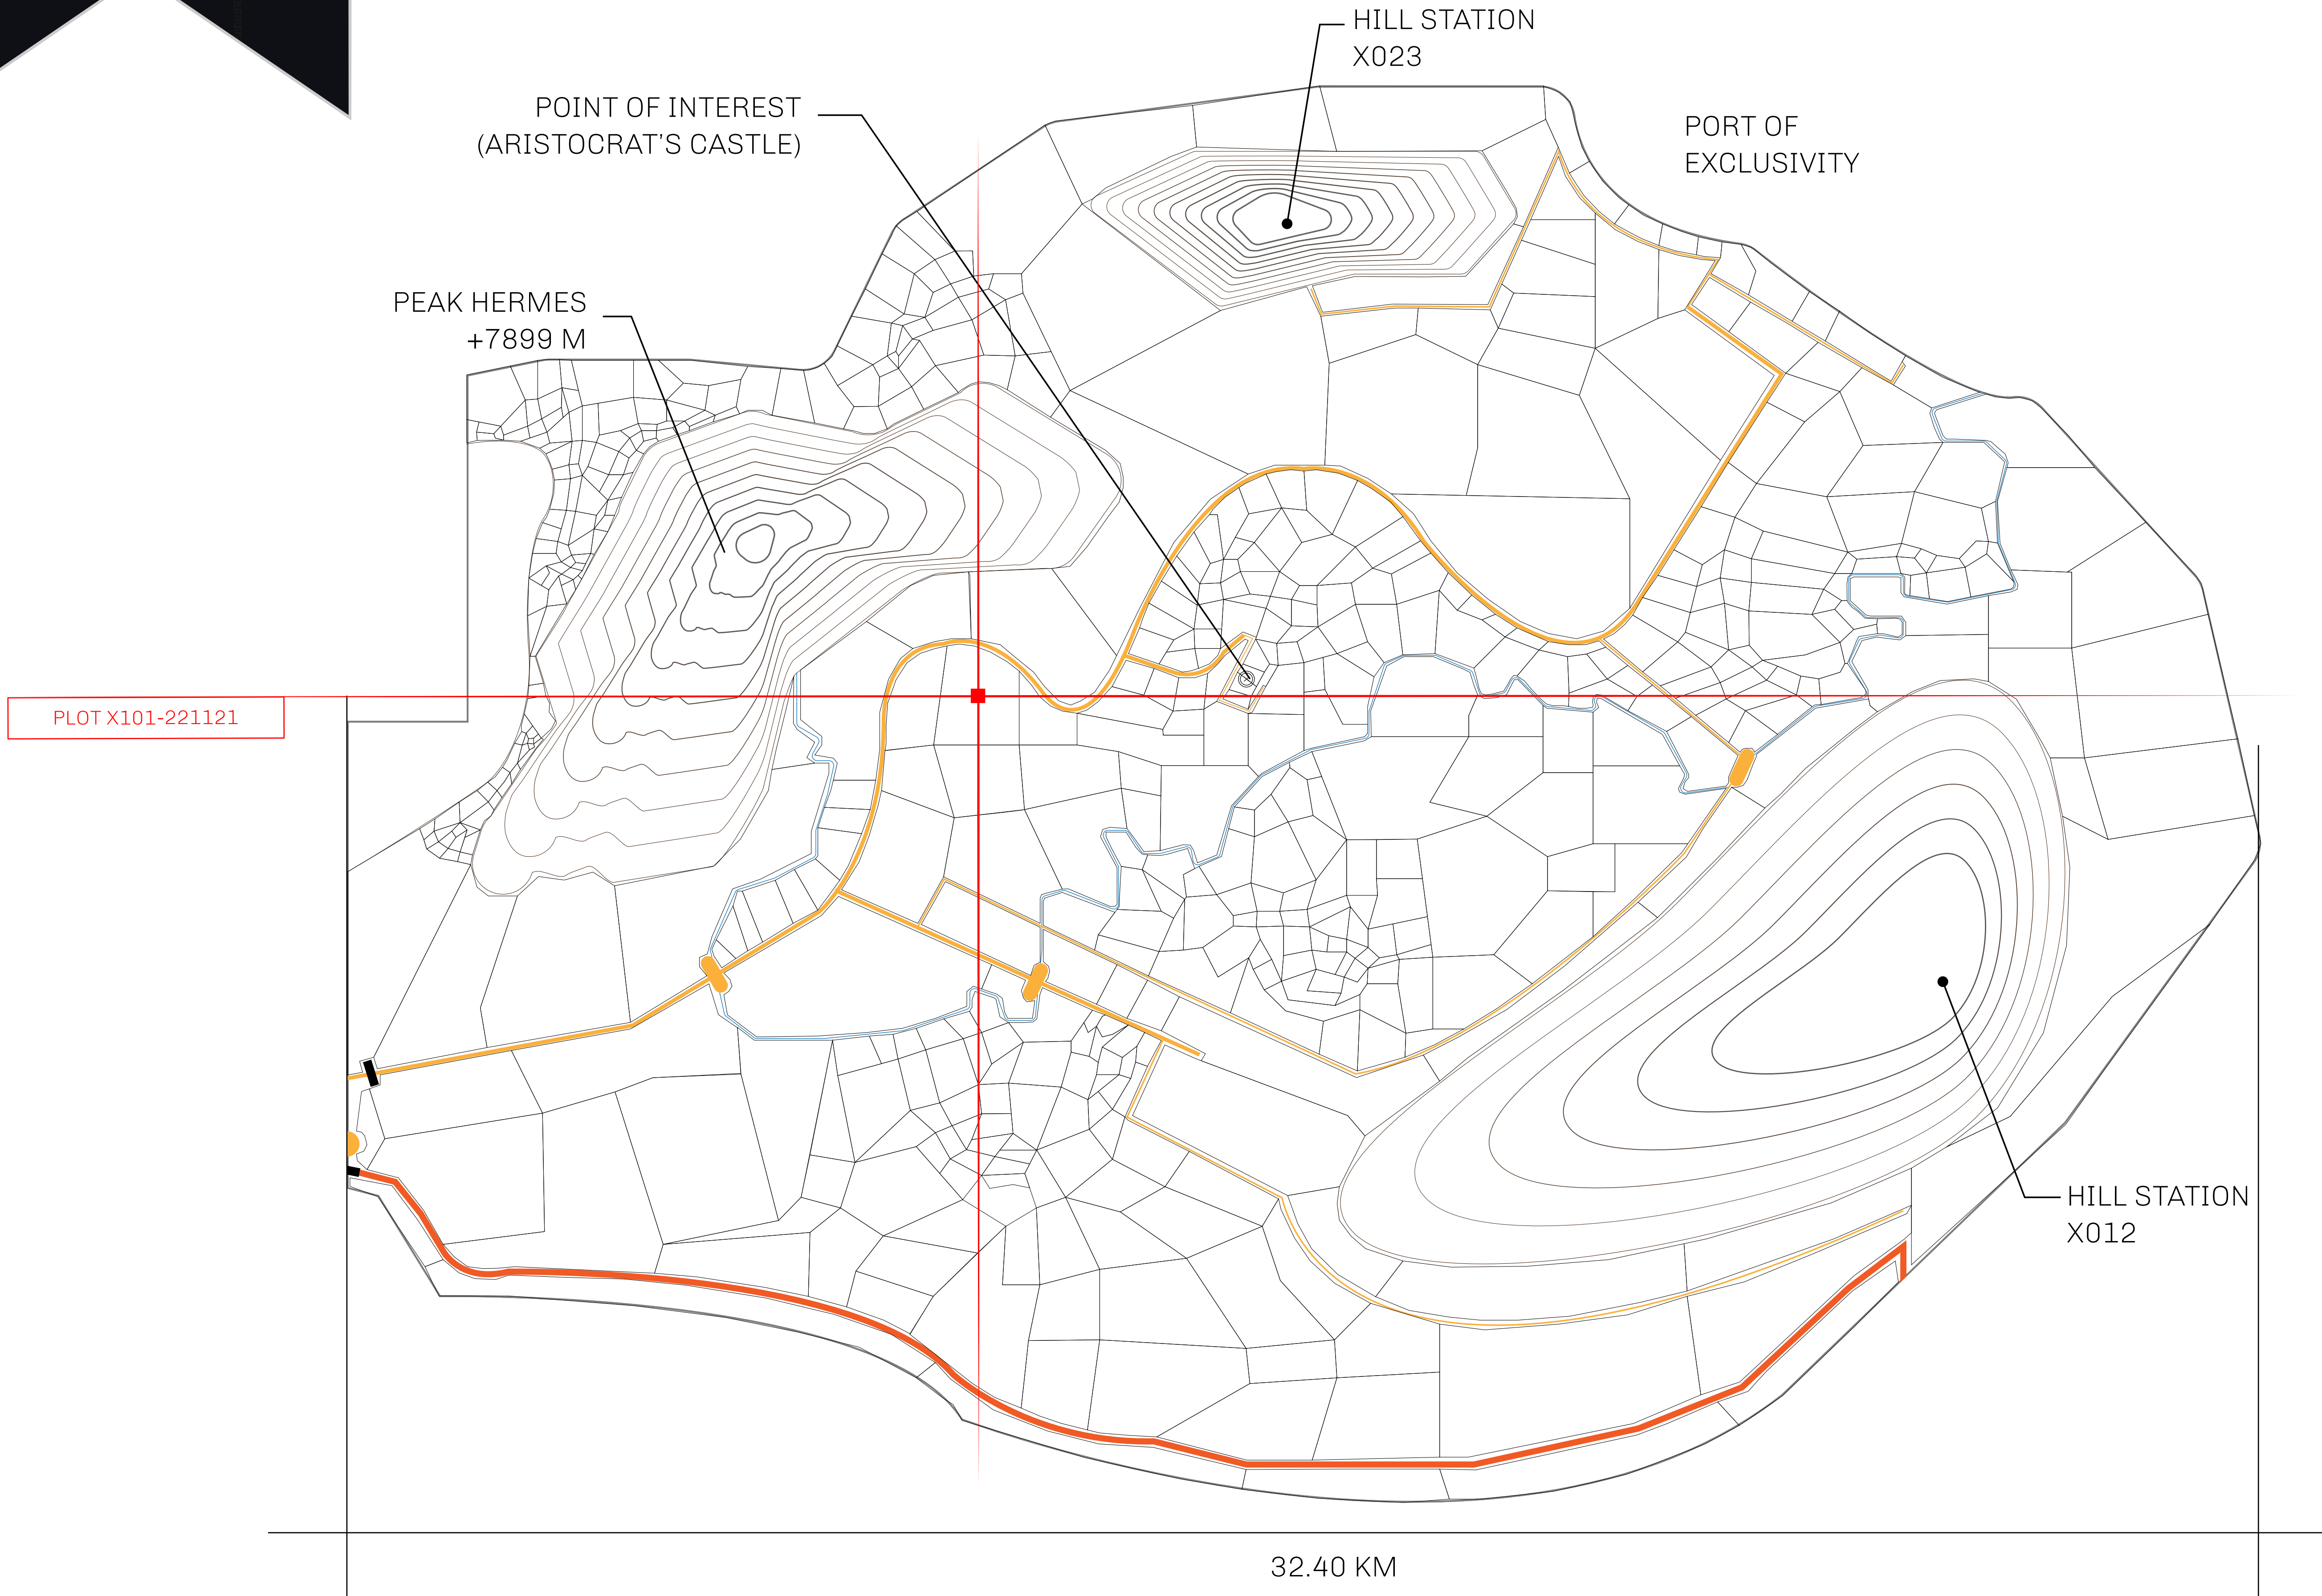 HILL STATION
X023
POINT OF INTEREST
(ARISTOCRAT'S CASTLE)
PORT OF
EXCLUSIVITY
PEAK HERMES
+7899 M
PLOT X101-221121
HILL STATION
X012
32.40 KM